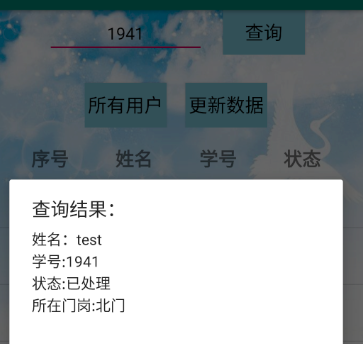 1941 查询
所有用户 更新数据
序号 姓名 学号 状态
查询结果：
姓名：test
学号:1941
状态:已处理
所在门岗:北门